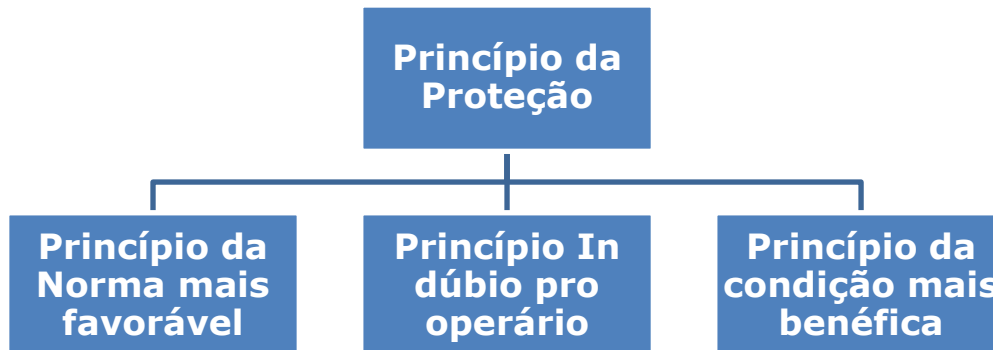 Princípio da
Proteção
Princípio da
Norma mais
favorável
Princípio In
dúbio pro
operário
Princípio da
condição mais
benéfica